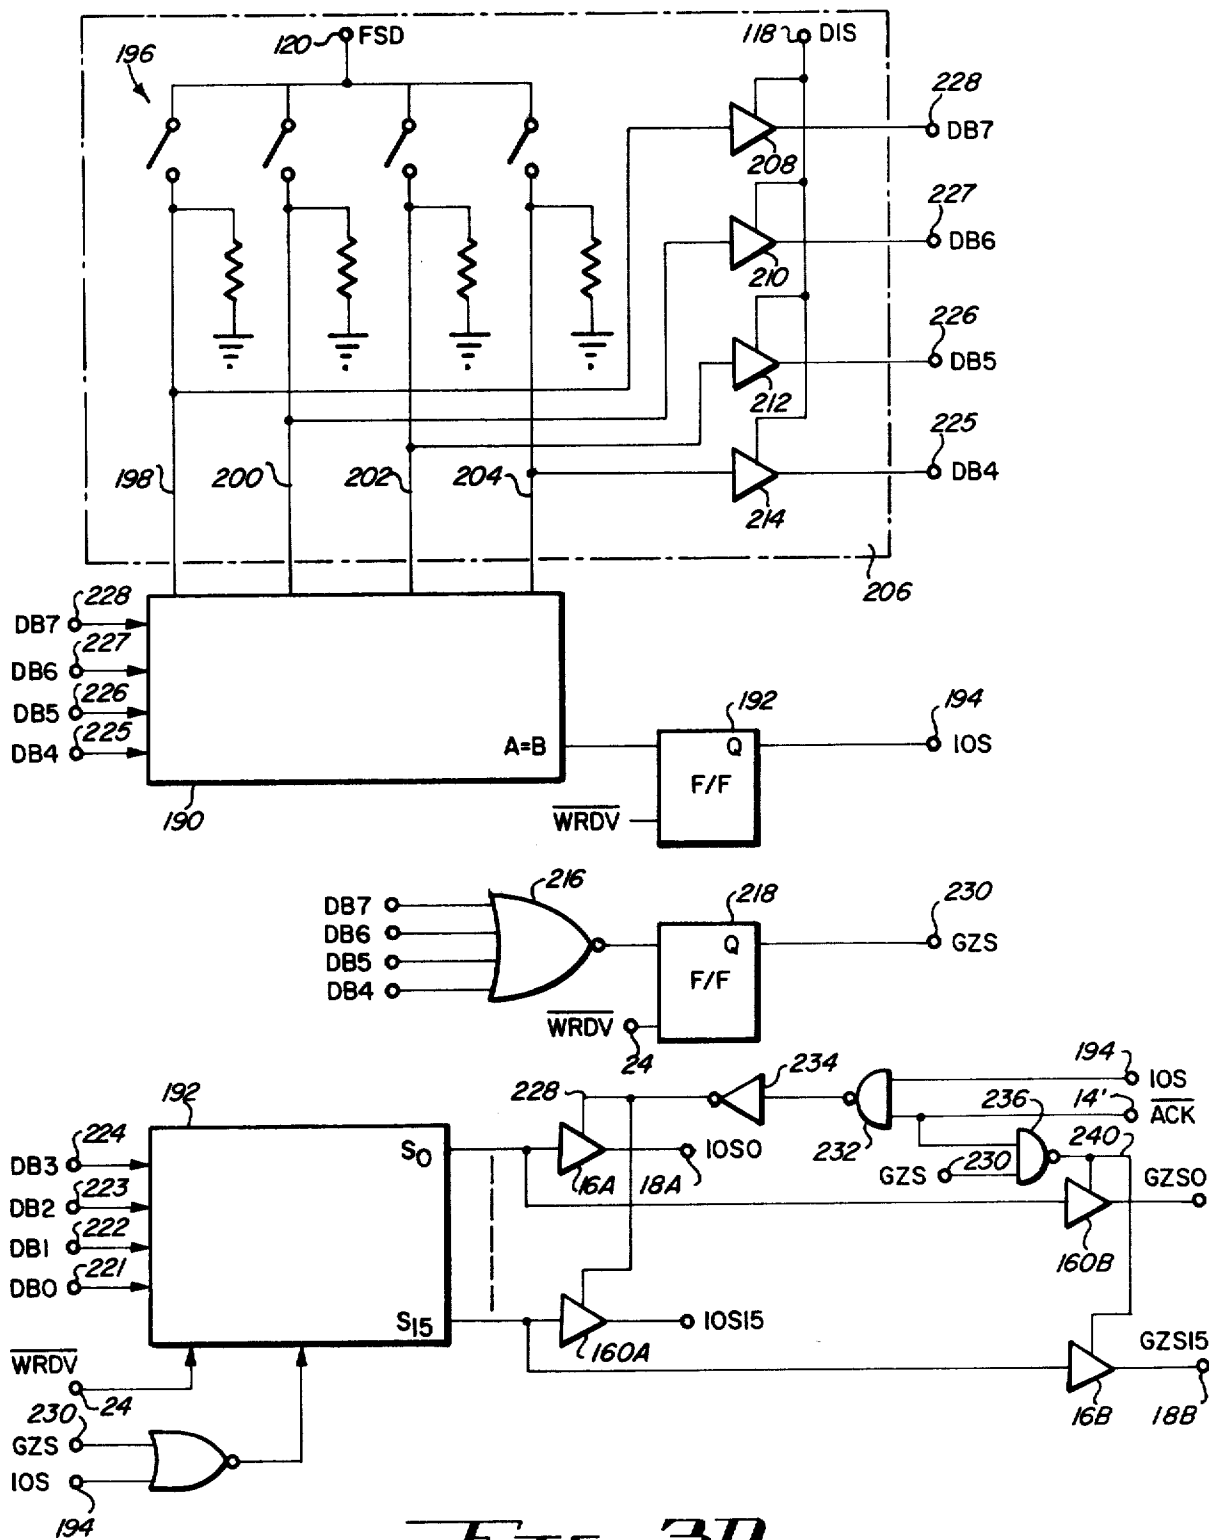 120 FSD
118 DIS
196
228
DB7
208
227
DB6
210
226
DB5
212
225
DB4
214
198
200
202
204
206
DB7 228
DB6 227
DB5 226
DB4 225
A=B
190
192
Q
F/F
WRDV
194
IOS
216
DB7
DB6
DB5
DB4
218
Q
F/F
WRDV
24
230
GZS
192
DB3 224
DB2 223
DB1 222
DB0 221
S0
S15
228
16A
IOS0
18A
234
232
194
IOS
14'
ACK
236
GZS 230
240
GZS0
160B
160A
IOS15
16B
GZS15
18B
WRDV
24
230
GZS
IOS
194